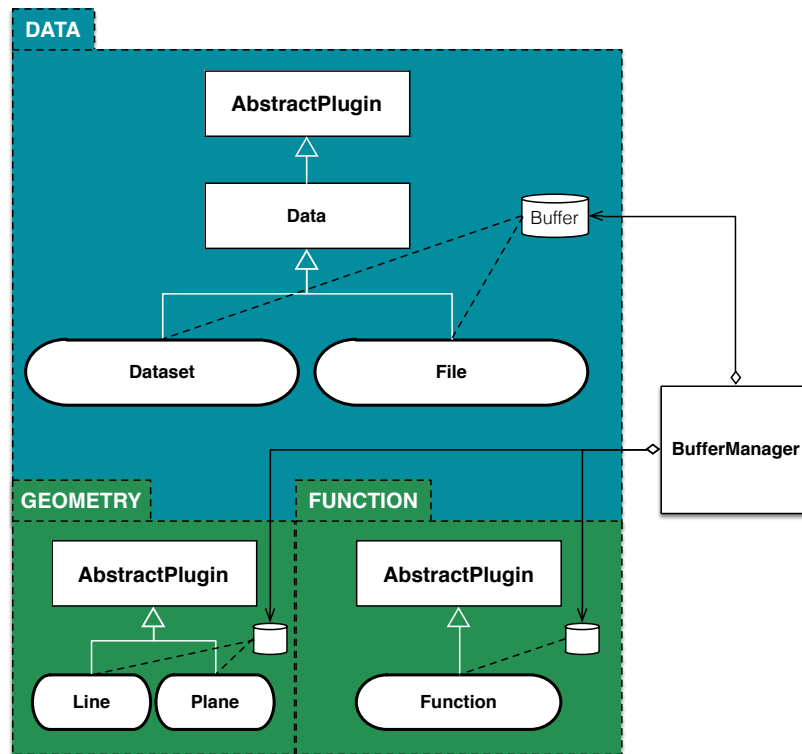 DATA
AbstractPlugin
Data
Buffer
Dataset
File
BufferManager
GEOMETRY
FUNCTION
AbstractPlugin
AbstractPlugin
Line
Plane
Function